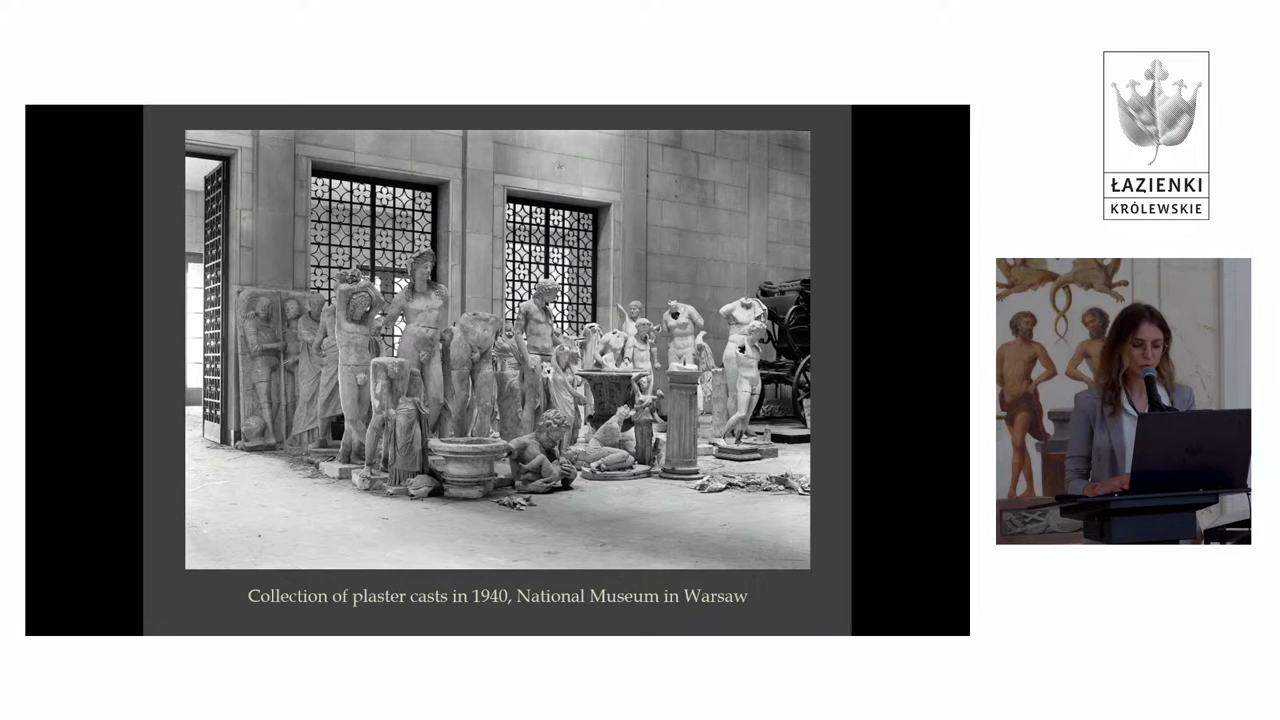 ŁAZIENKI
KRÓLEWSKIE
Collection of plaster casts in 1940, National Museum in Warsaw